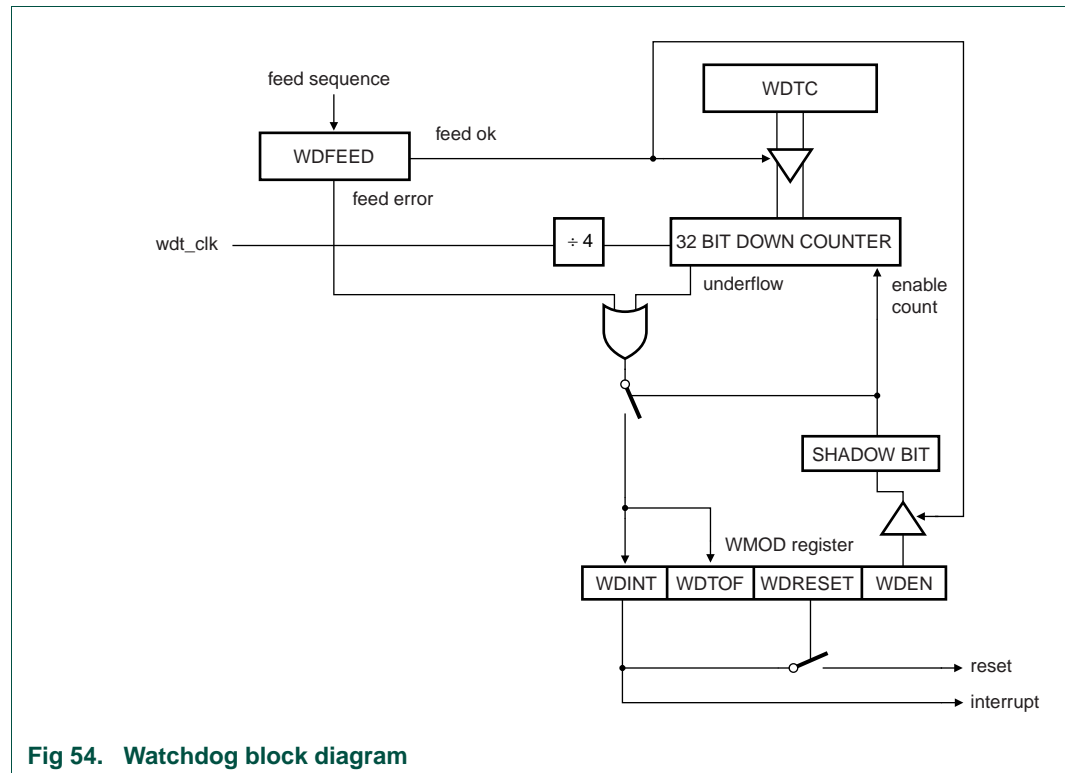 feed sequence
WDTC
feed ok
WDFEED
feed error
wdt_clk
÷ 4
32 BIT DOWN COUNTER
underflow
enable
count
SHADOW BIT
WMOD register
WDINT WDTOF WDRESET WDEN
reset
interrupt
Fig 54. Watchdog block diagram